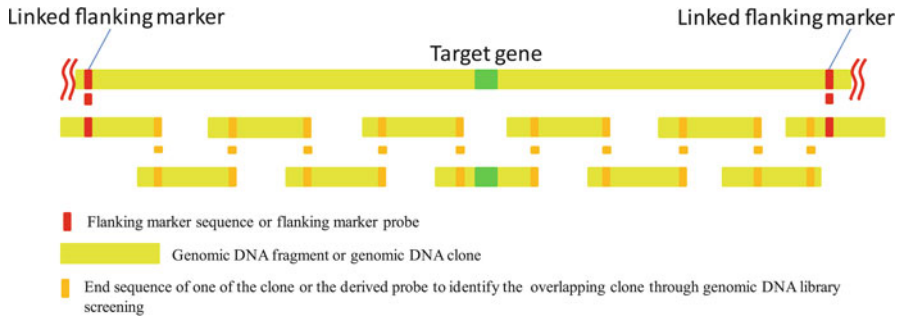 Linked flanking marker
Linked flanking marker
Target gene
Flanking marker sequence or flanking marker probe
Genomic DNA fragment or genomic DNA clone
End sequence of one of the clone or the derived probe to identify the overlapping clone through genomic DNA library
screening